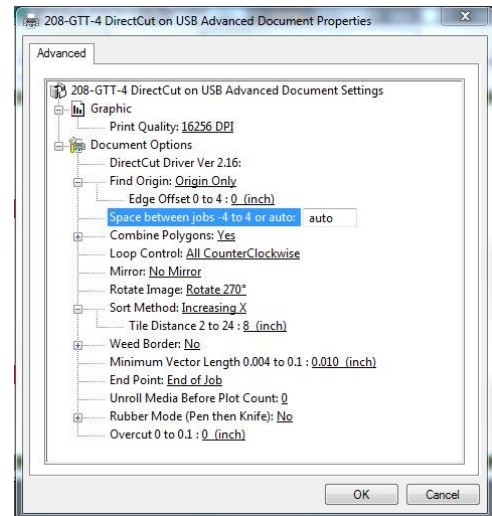 208-GTT-4 DirectCut on USB Advanced Document Properties
Advanced
208-GTT-4 DirectCut on USB Advanced Document Settings
Graphic
Print Quality: 16256 DPI
Document Options
DirectCut Driver Ver 2.16:
Find Origin: Origin Only
Edge Offset 0 to 4 : 0 (inch)
Space between jobs -4 to 4 or auto: auto
Combine Polygons: Yes
Loop Control: All CounterClockwise
Mirror: No Mirror
Rotate Image: Rotate 270°
Sort Method: Increasing X
Tile Distance 2 to 24 : 8 (inch)
Weed Border: No
Minimum Vector Length 0.004 to 0.1 : 0.010 (inch)
End Point: End of Job
Unroll Media Before Plot Count: 0
Rubber Mode (Pen then Knife): No
Overcut 0 to 0.1 : 0 (inch)
OK Cancel